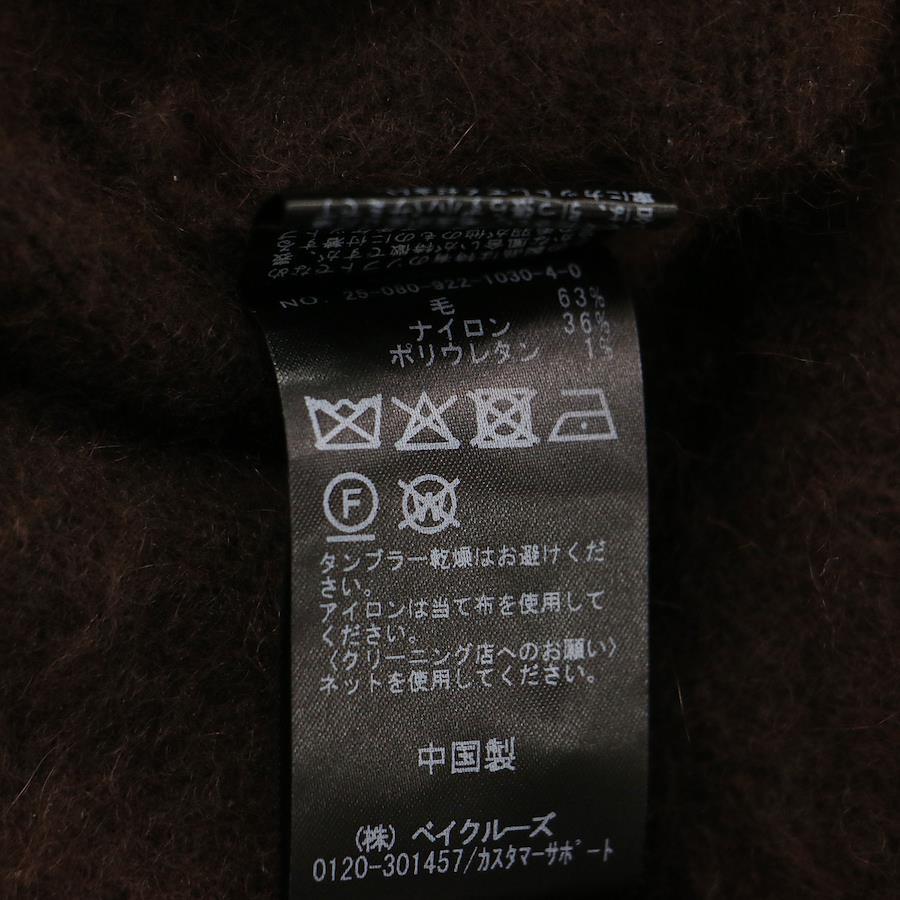 NO. 25-080-922-1030-4-0
毛 63%
ナイロン 36%
ポリウレタン 1%
F
W
タンブラー乾燥はお避けくだ
さい。
アイロンは当て布を使用して
ください。
〈クリーニング店へのお願い〉
ネットを使用してください。
中国製
(株) ベイクルーズ
0120-301457/カスタマーサポート